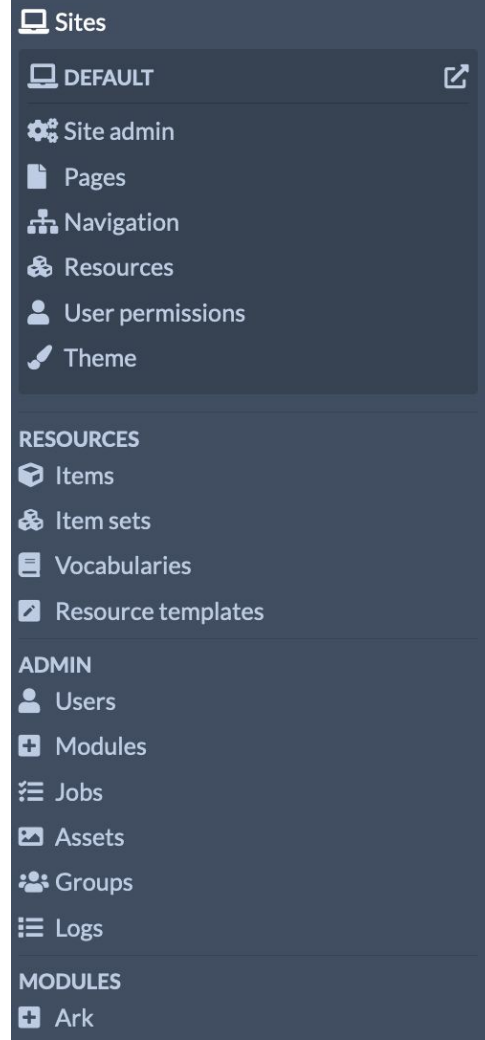 Sites
DEFAULT
Site admin
Pages
Navigation
Resources
User permissions
Theme
RESOURCES
Items
Item sets
Vocabularies
Resource templates
ADMIN
Users
Modules
Jobs
Assets
Groups
Logs
MODULES
Ark